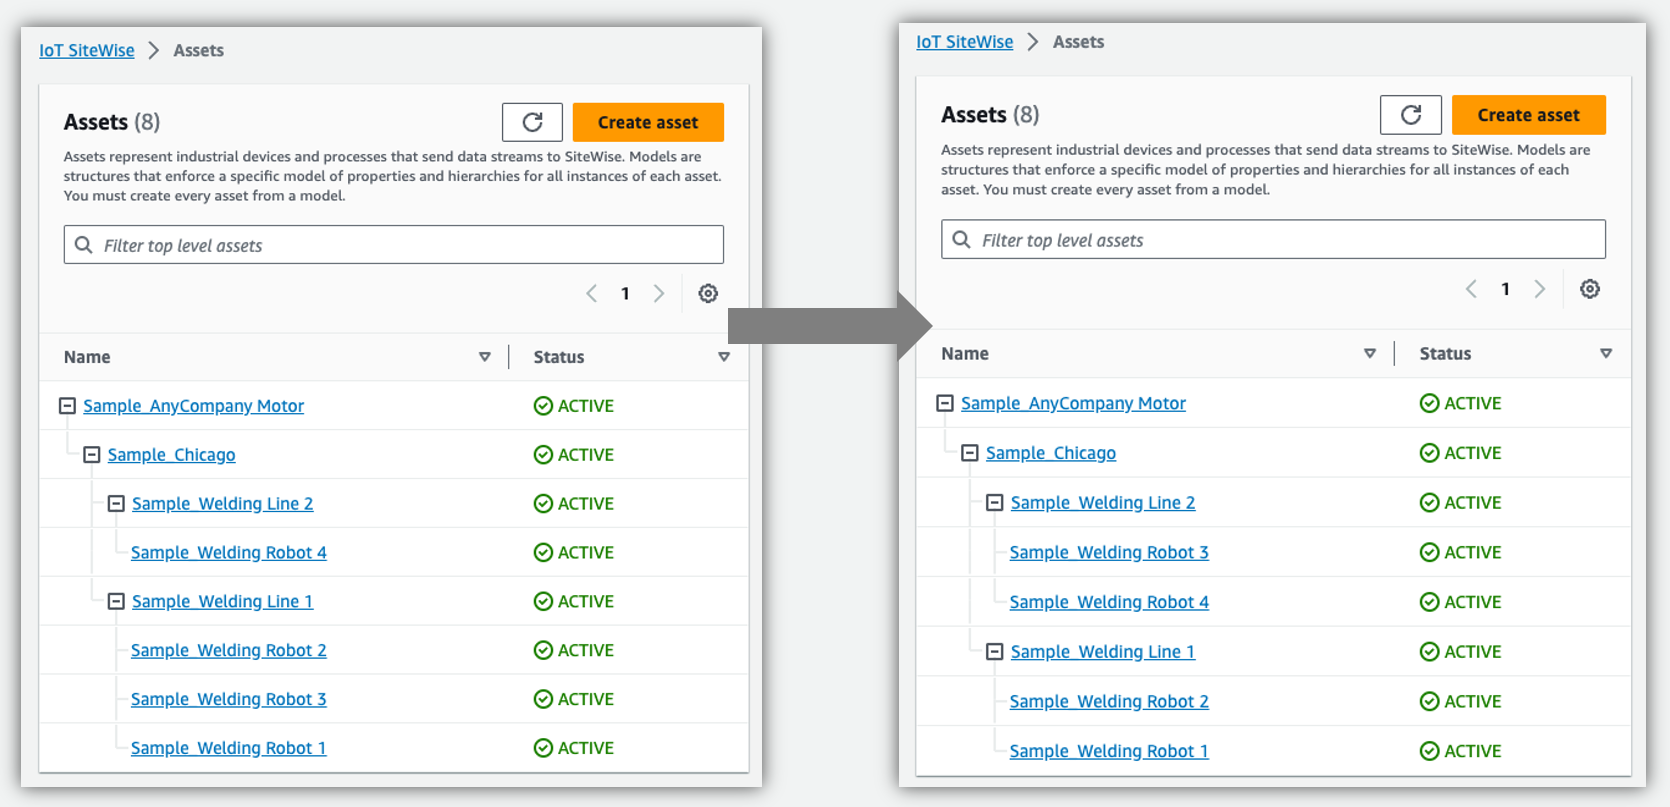 IoT SiteWise > Assets
Assets (8)
Create asset
Assets represent industrial devices and processes that send data streams to SiteWise. Models are
structures that enforce a specific model of properties and hierarchies for all instances of each asset.
You must create every asset from a model.
Filter top level assets
1
Name Status
Sample_AnyCompany Motor ACTIVE
Sample_Chicago ACTIVE
Sample_Welding Line 2 ACTIVE
Sample_Welding Robot 4 ACTIVE
Sample_Welding Line 1 ACTIVE
Sample_Welding Robot 2 ACTIVE
Sample_Welding Robot 3 ACTIVE
Sample_Welding Robot 1 ACTIVE
IoT SiteWise > Assets
Assets (8)
Create asset
Assets represent industrial devices and processes that send data streams to SiteWise. Models are
structures that enforce a specific model of properties and hierarchies for all instances of each
asset. You must create every asset from a model.
Filter top level assets
1
Name Status
Sample_AnyCompany Motor ACTIVE
Sample_Chicago ACTIVE
Sample_Welding Line 2 ACTIVE
Sample_Welding Robot 3 ACTIVE
Sample_Welding Robot 4 ACTIVE
Sample_Welding Line 1 ACTIVE
Sample_Welding Robot 2 ACTIVE
Sample_Welding Robot 1 ACTIVE